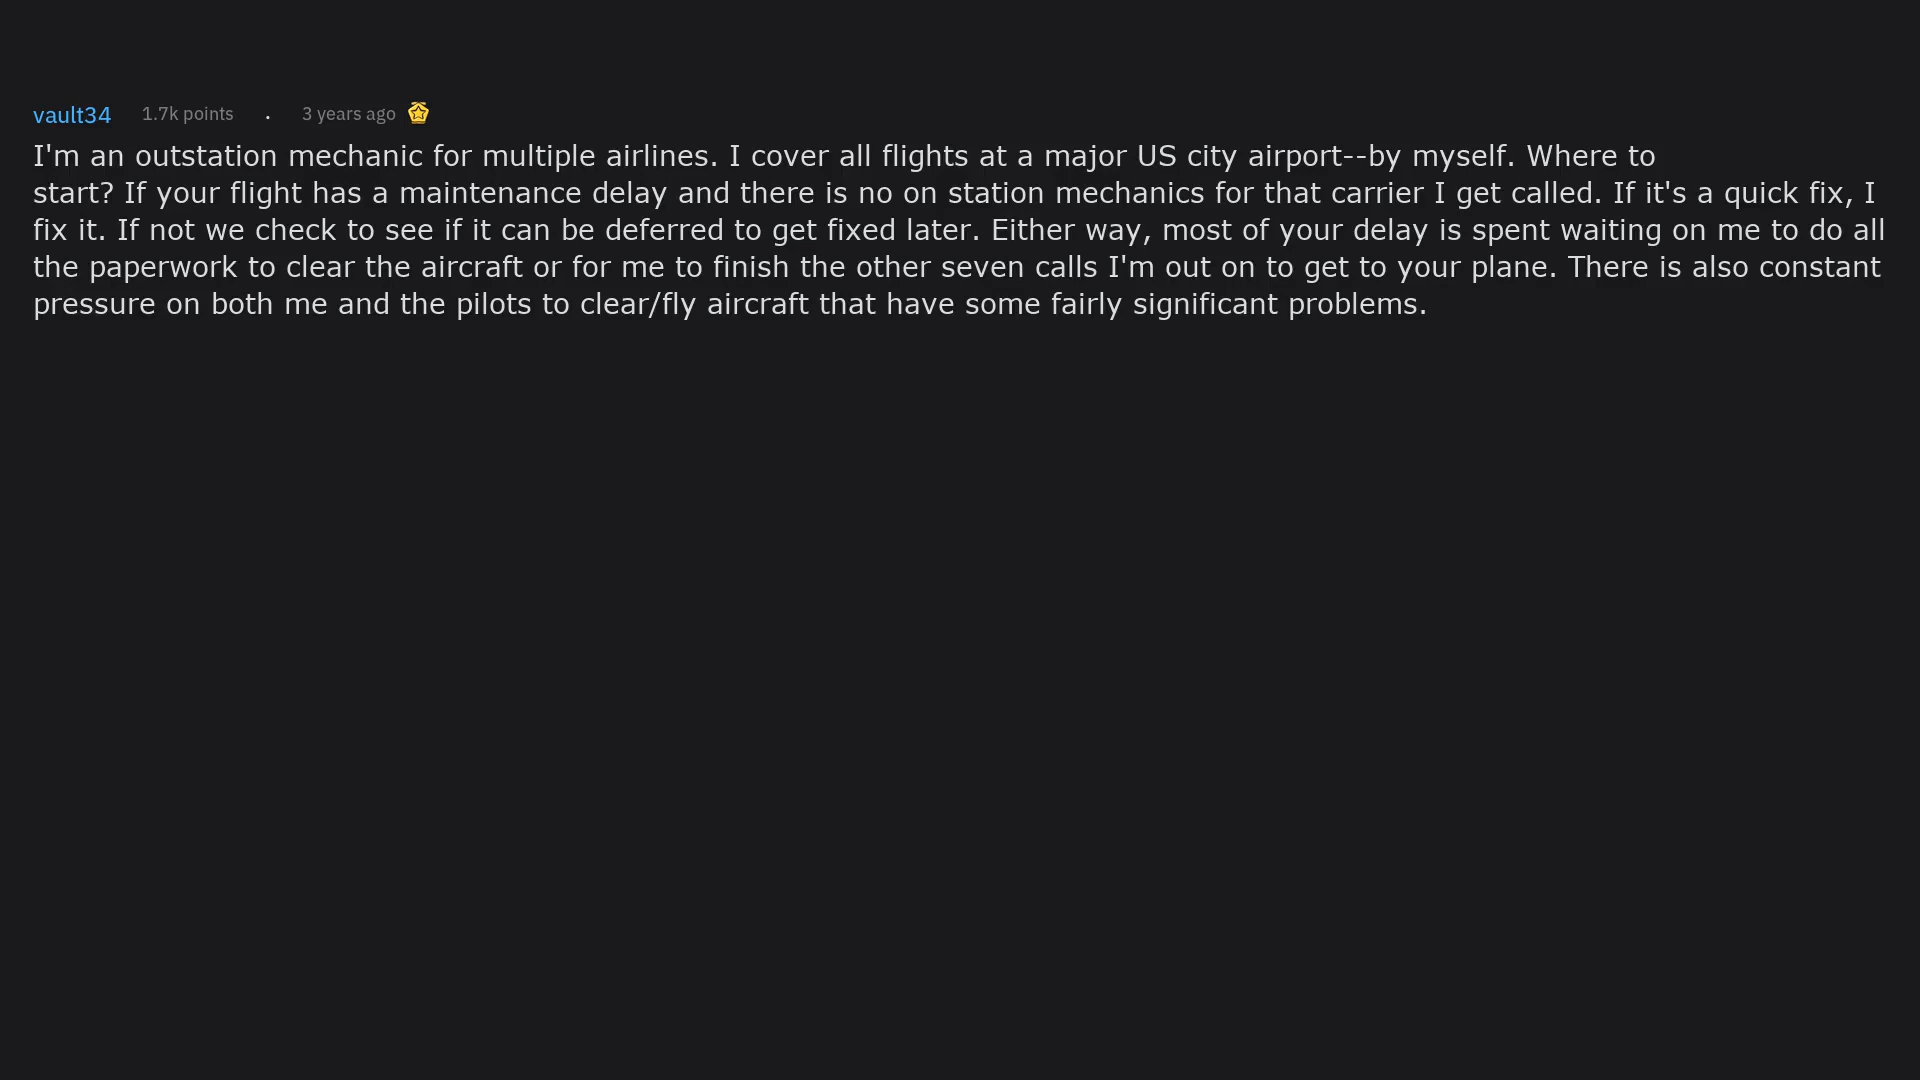 vault34 1.7k points . 3 years ago
I'm an outstation mechanic for multiple airlines. I cover all flights at a major US city airport--by myself. Where to
start? If your flight has a maintenance delay and there is no on station mechanics for that carrier I get called. If it's a quick fix, I
fix it. If not we check to see if it can be deferred to get fixed later. Either way, most of your delay is spent waiting on me to do all
the paperwork to clear the aircraft or for me to finish the other seven calls I'm out on to get to your plane. There is also constant
pressure on both me and the pilots to clear/fly aircraft that have some fairly significant problems.